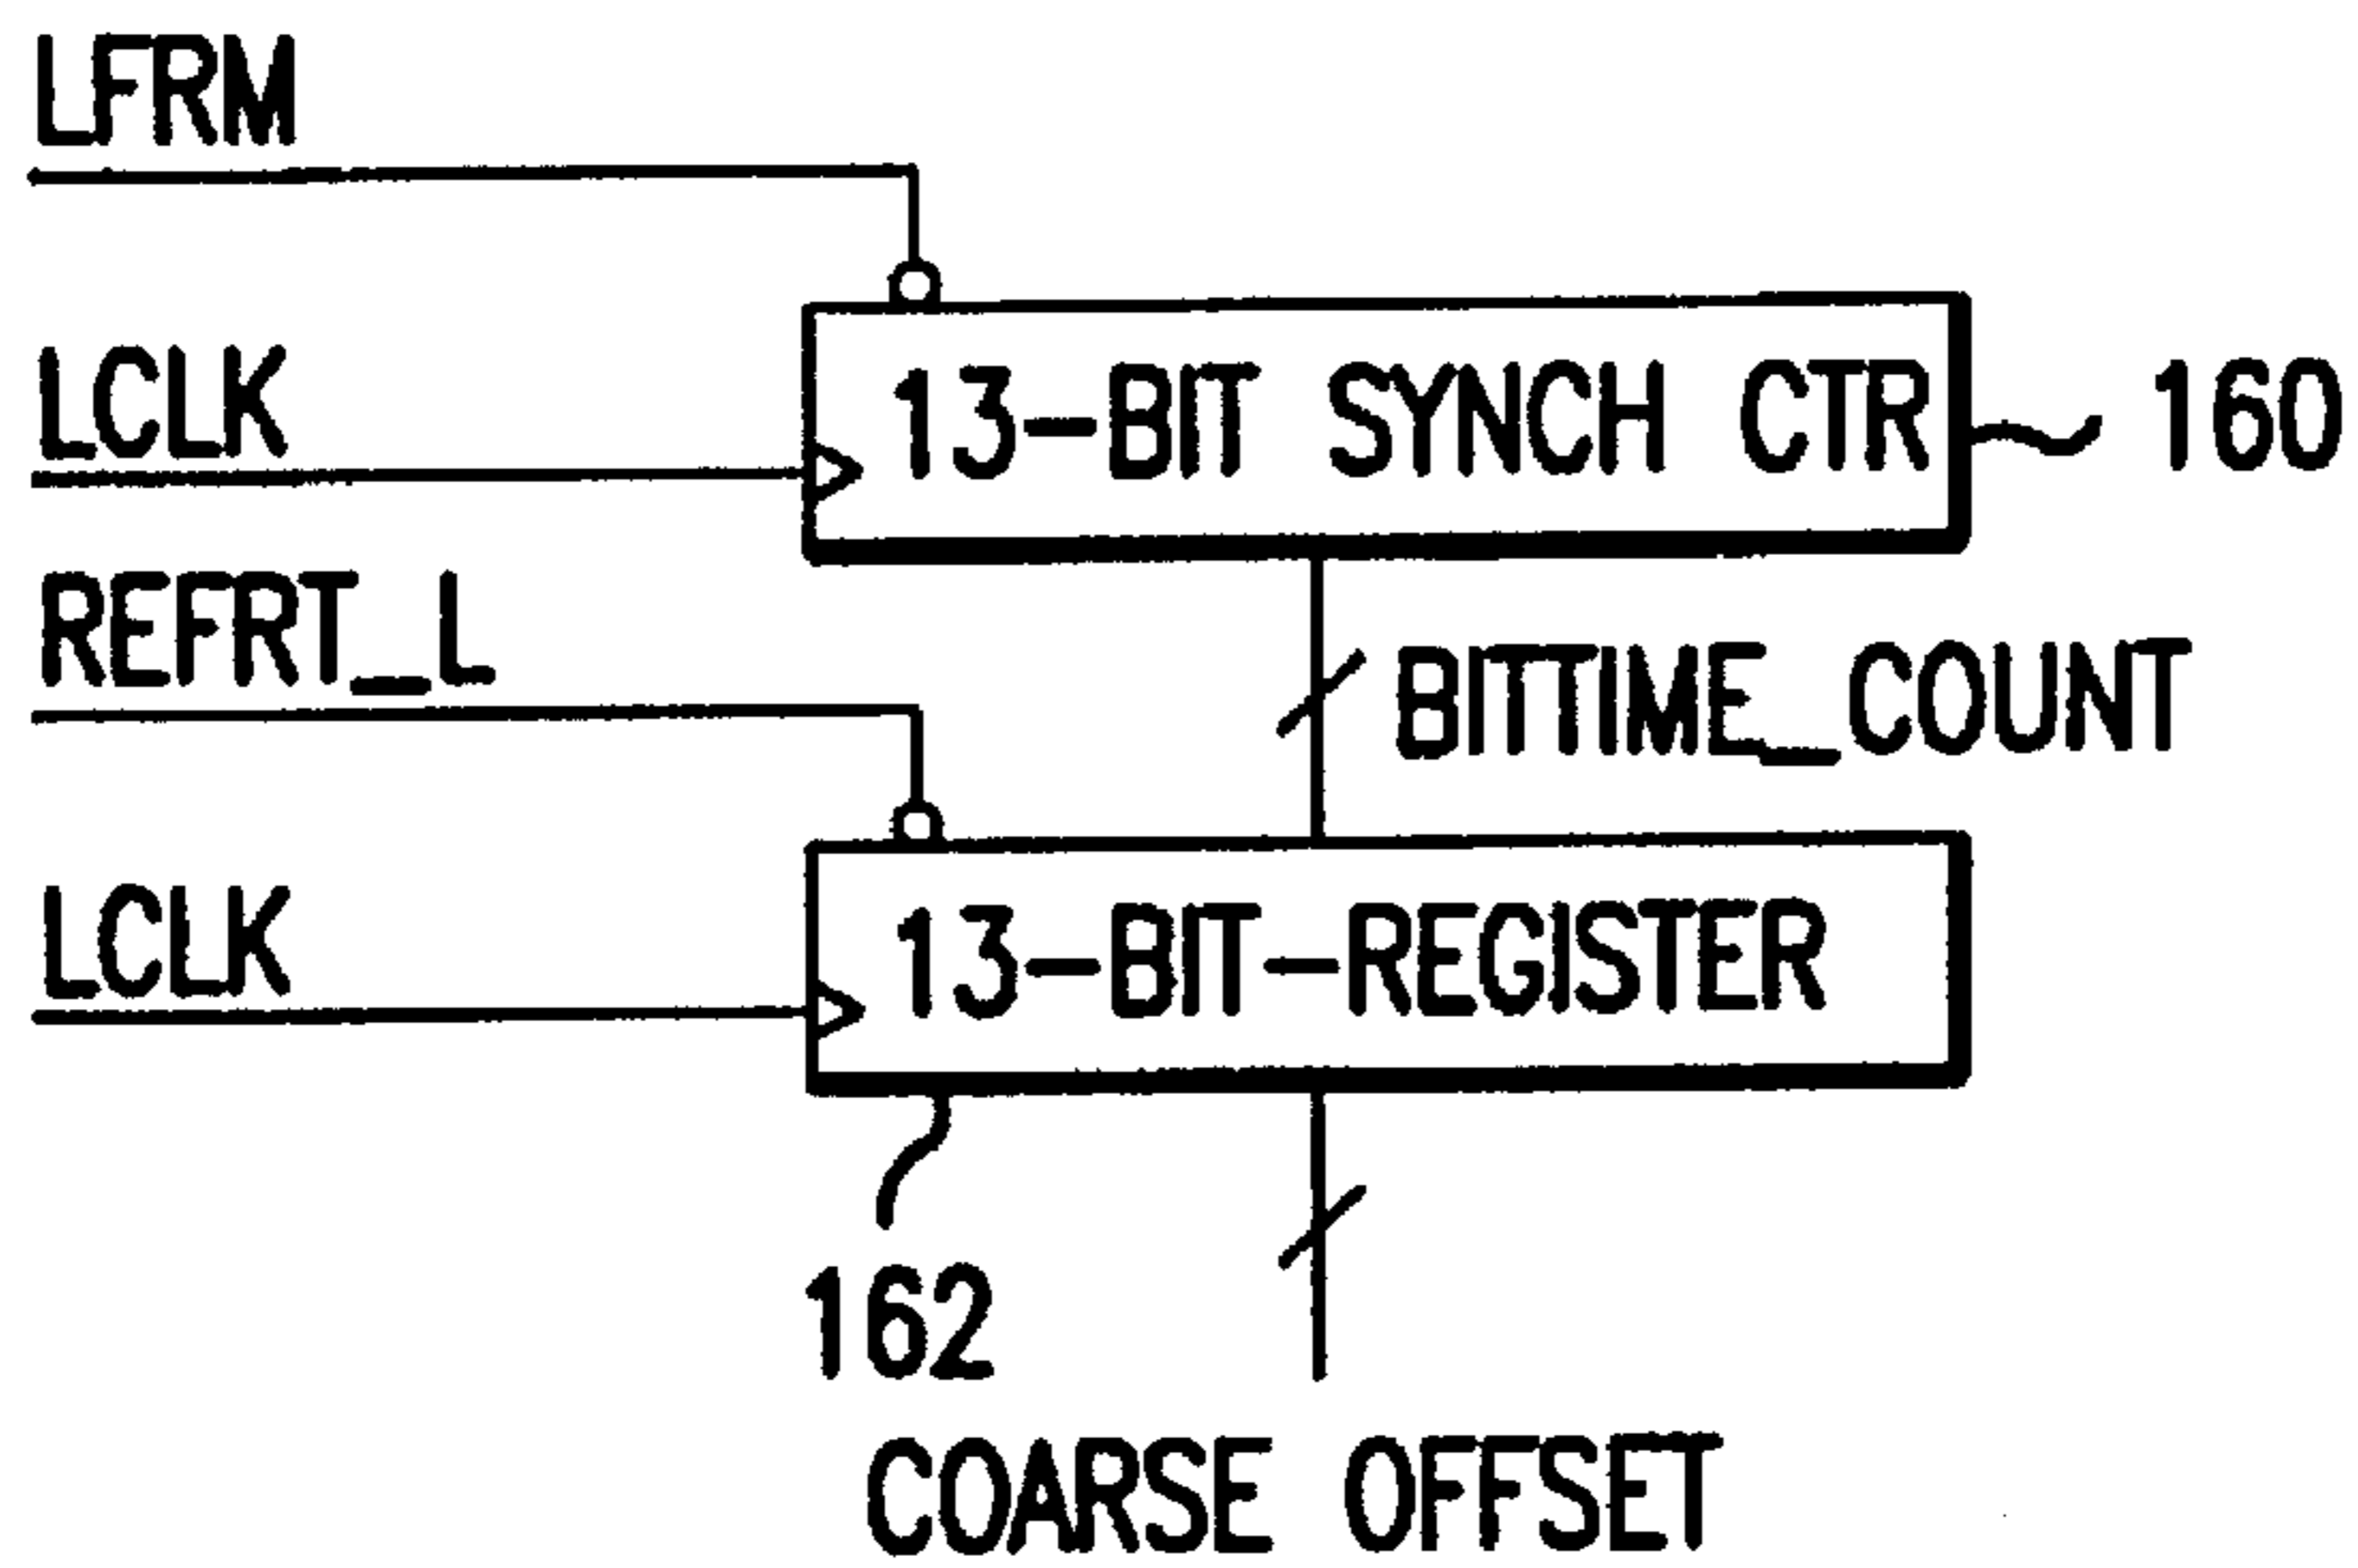 LFRM
LCLK
13-BIT SYNCH CTR
160
REFRT_L
BITTIME_COUNT
LCLK
13-BIT-REGISTER
162
COARSE OFFSET